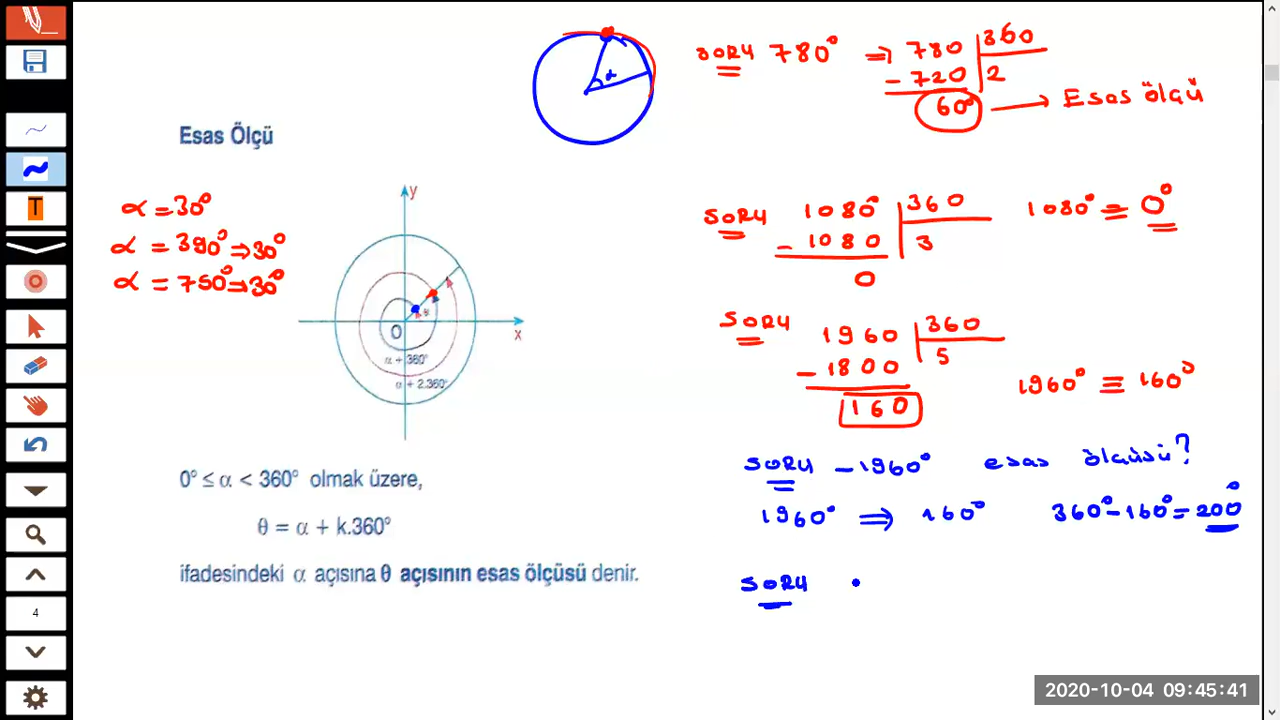 SORU 780° ⇒ 780 | 360
- 720 | 2
60° → Esas ölçü
Esas Ölçü
α = 30°
α = 390° → 30°
α = 750° → 30°
y
x
O
θ
α + 360°
α + 2.360°
SORU 1080° | 360
- 1080 | 3
0
1080° ≡ 0°
SORU 1960 | 360
- 1800 | 5
160
1960° ≡ 160°
0° ≤ α < 360° olmak üzere,
θ = α + k.360°
ifadesindeki α açısına θ açısının esas ölçüsü denir.
SORU -1960° esas ölçüsü?
1960° ⇒ 160° 360° - 160° = 200°
SORU
α
4
T
2020-10-04 09:45:41